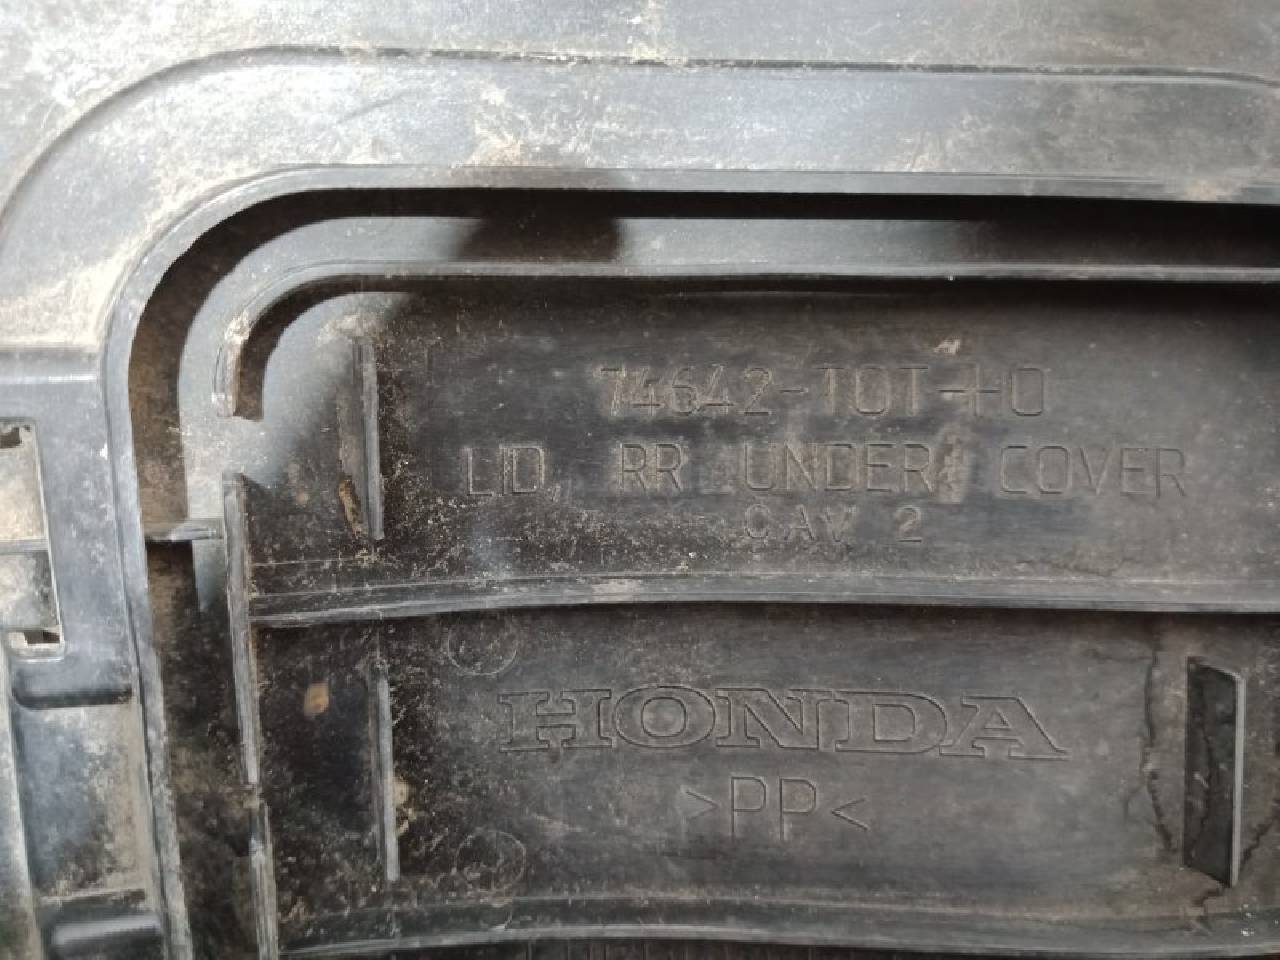 74642-T0T-H0
LID, RR UNDER COVER
CAV 2
HONDA
>PP<